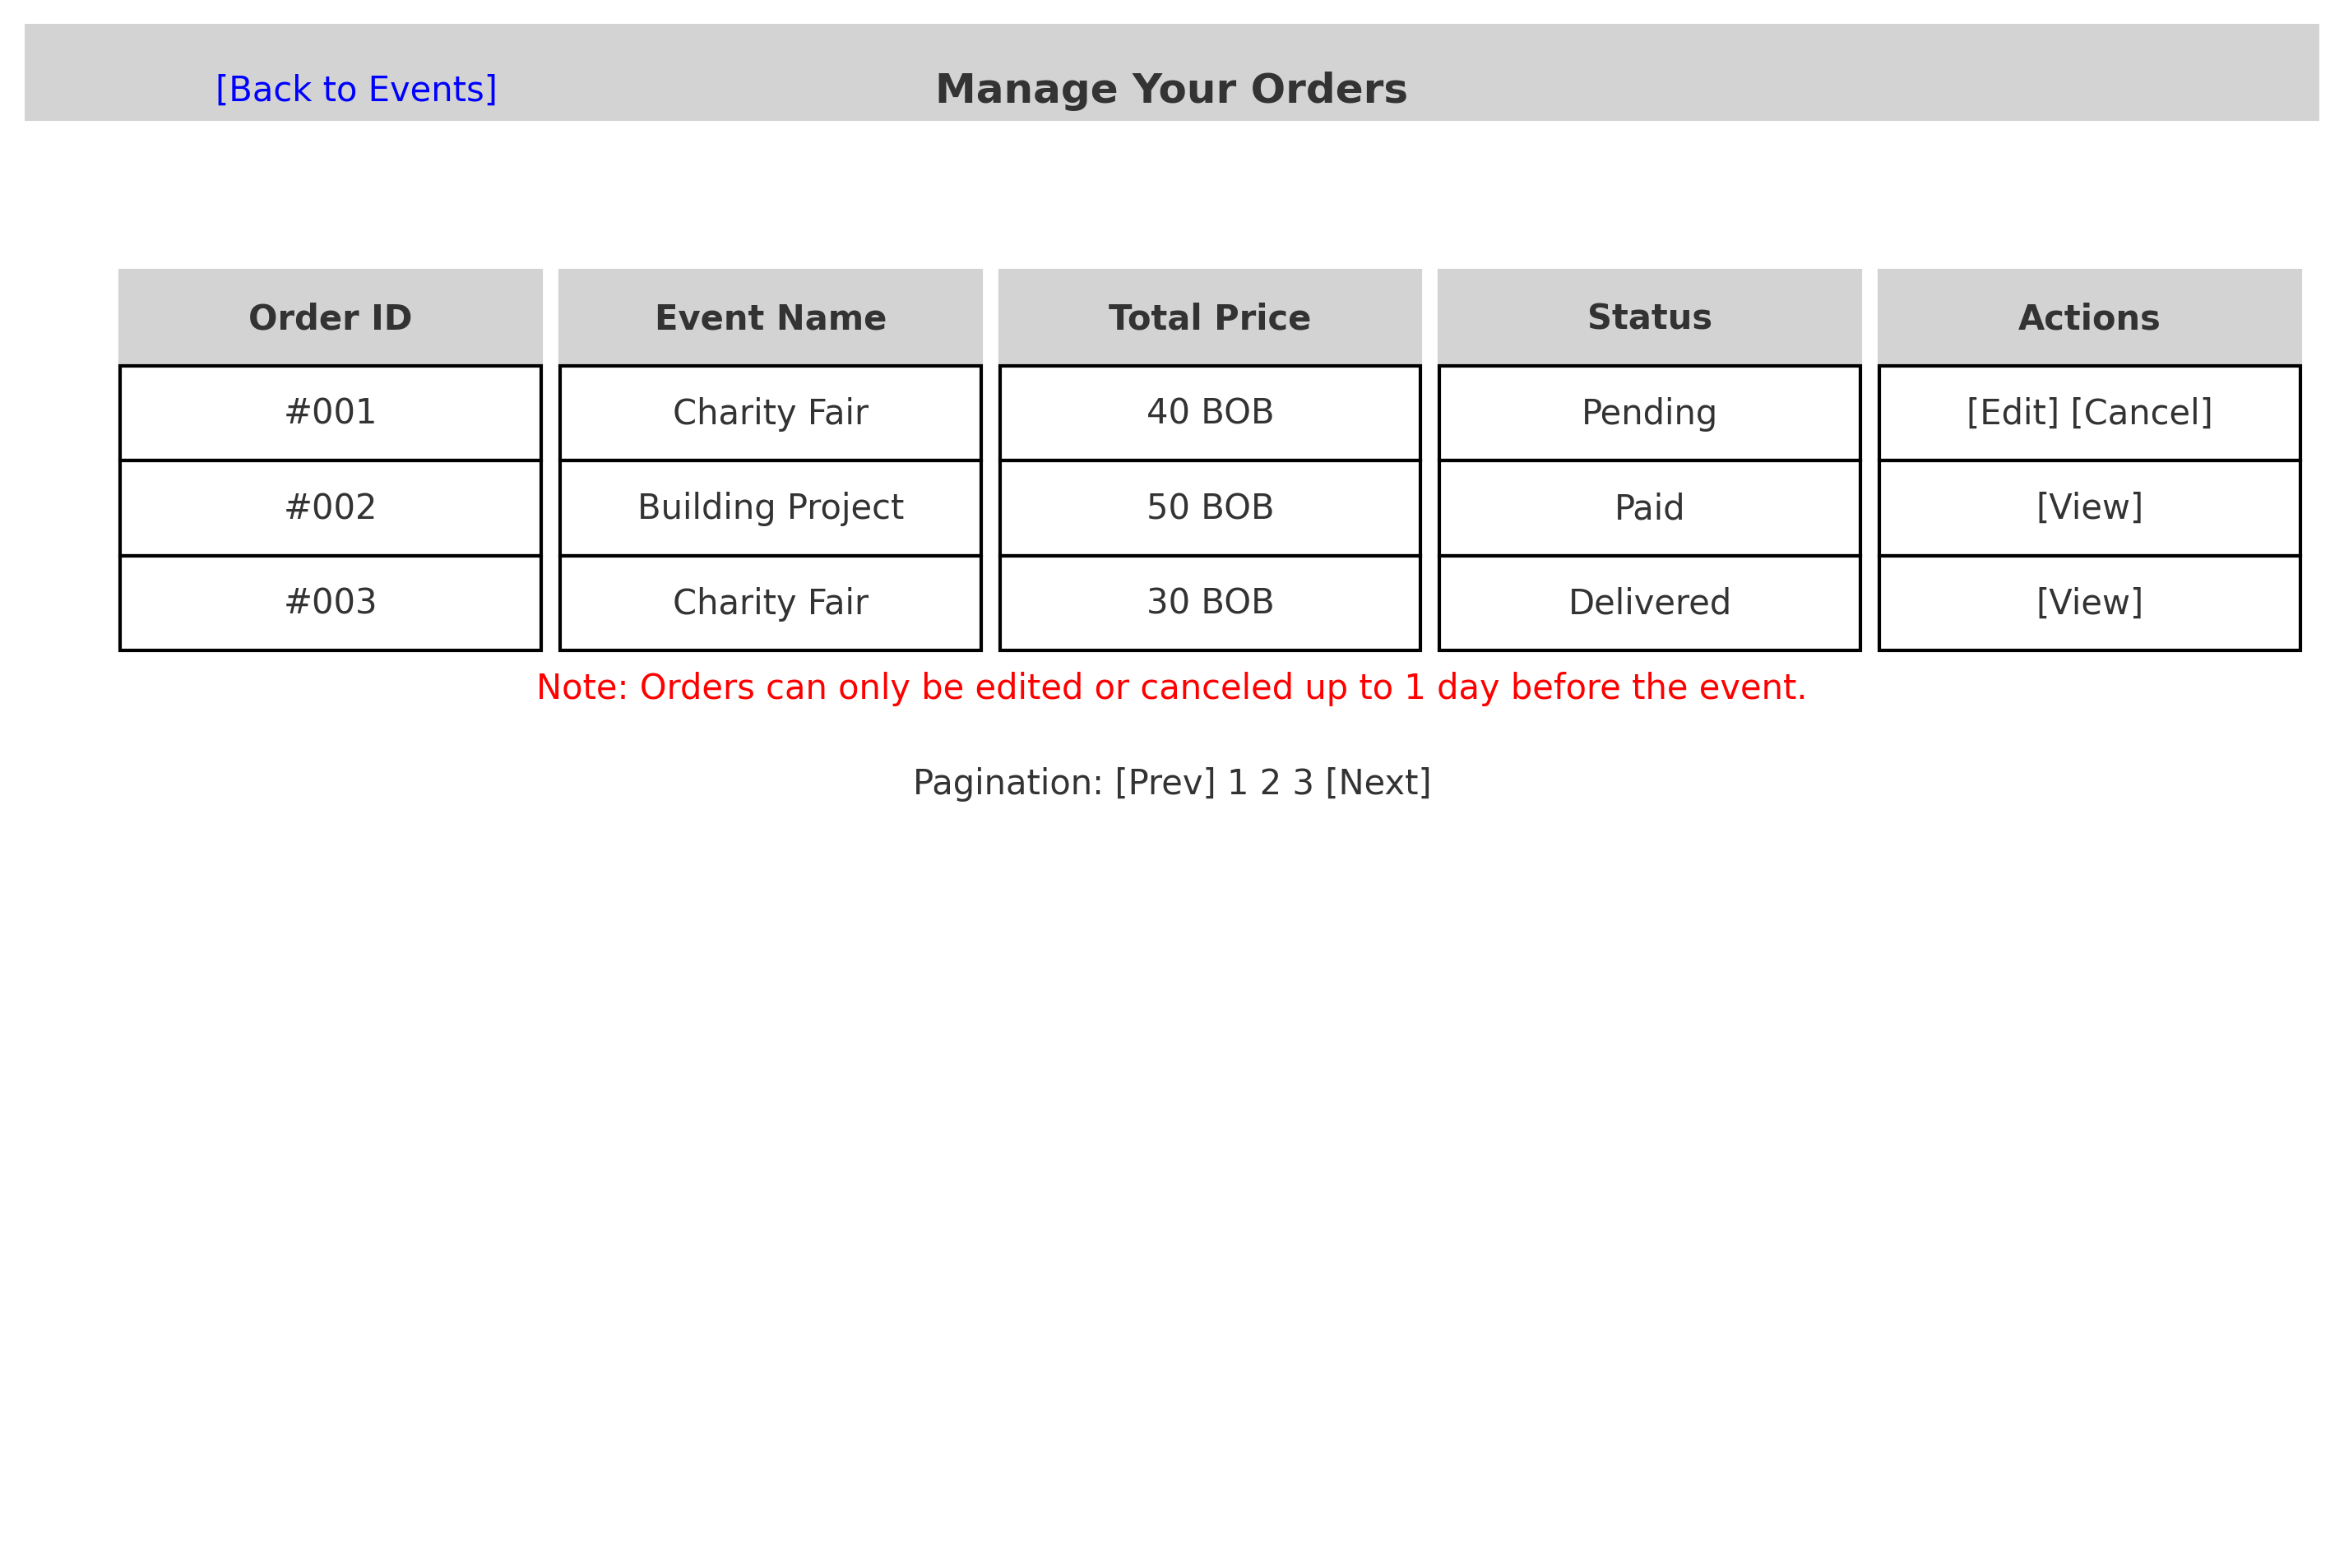 [Back to Events] Manage Your Orders
Order ID Event Name Total Price Status Actions
#001 Charity Fair 40 BOB Pending [Edit] [Cancel]
#002 Building Project 50 BOB Paid [View]
#003 Charity Fair 30 BOB Delivered [View]
Note: Orders can only be edited or canceled up to 1 day before the event.
Pagination: [Prev] 1 2 3 [Next]